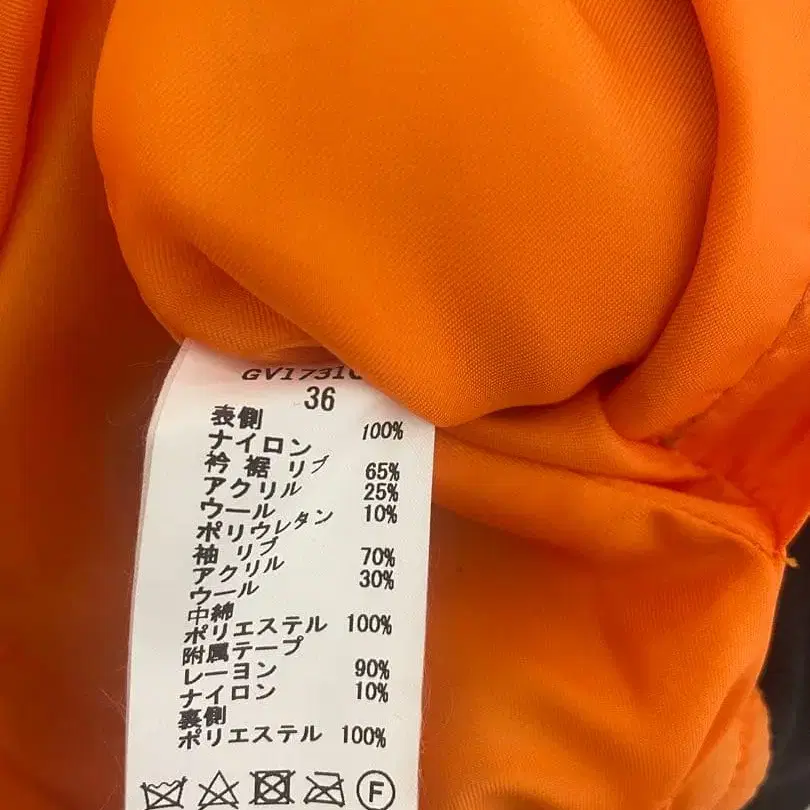 GV1731
36
表側
ナイロン 100%
衿 裾 リブ
アクリル 65%
ウール 25%
ポリウレタン 10%
袖 リブ
アクリル 70%
ウール 30%
中綿
ポリエステル 100%
附属テープ
レーヨン 90%
ナイロン 10%
裏側
ポリエステル 100%
F